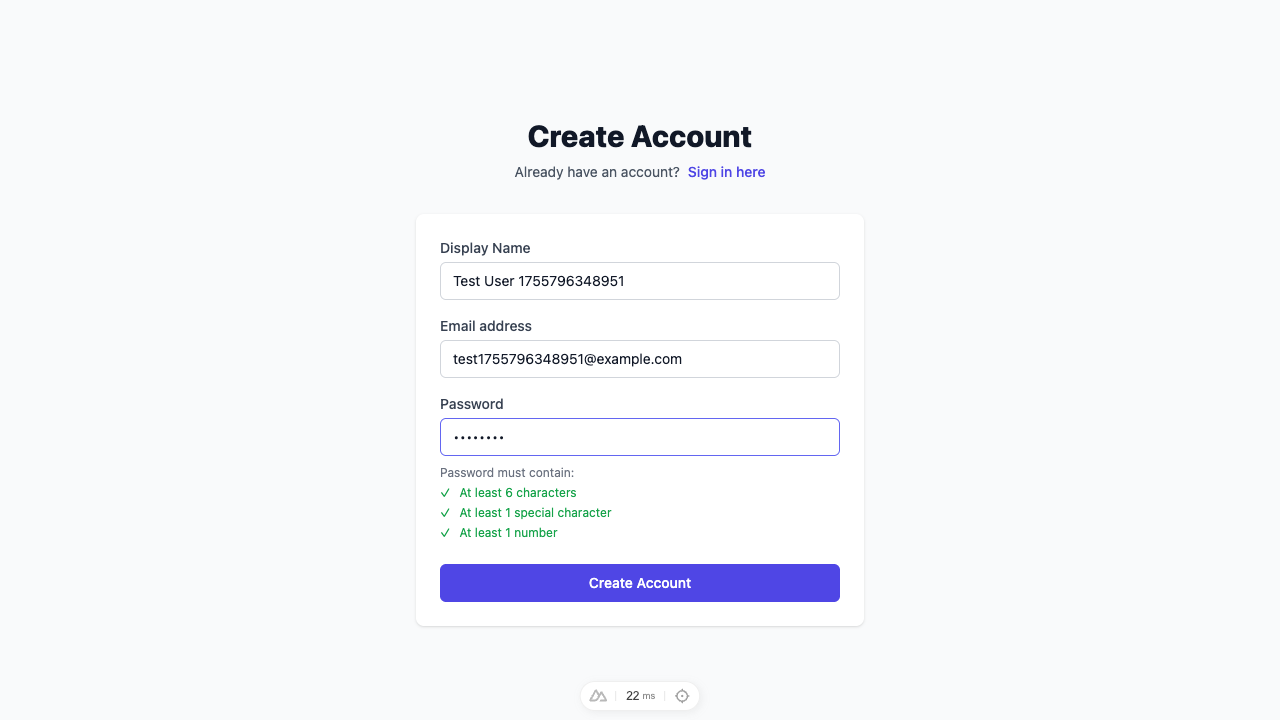 Create Account
Already have an account? Sign in here
Display Name
Test User 1755796348951
Email address
test1755796348951@example.com
Password
••••••••
Password must contain:
✓ At least 6 characters
✓ At least 1 special character
✓ At least 1 number
Create Account
22 ms